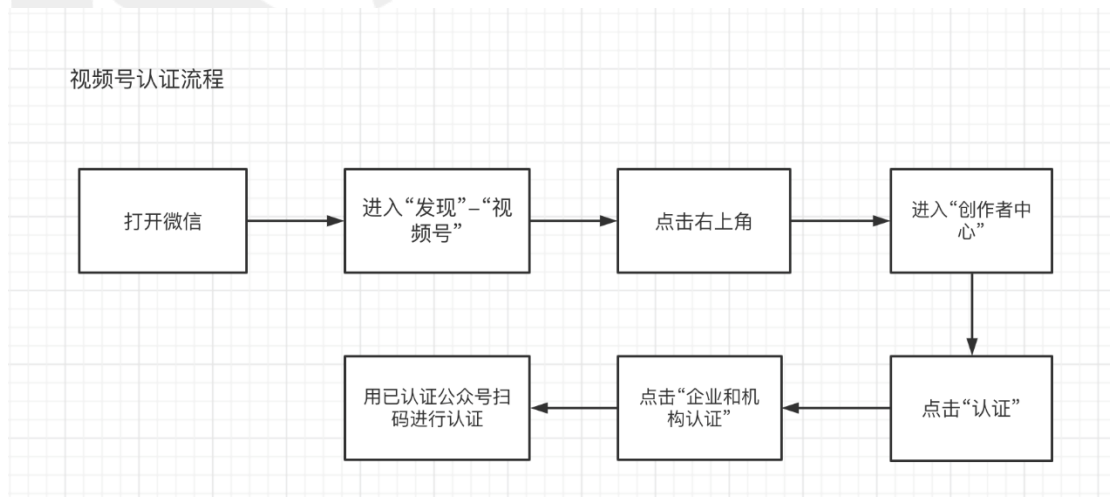 视频号认证流程
打开微信
进入“发现”–“视
频号”
点击右上角
进入“创作者中
心”
点击“认证”
点击“企业和机
构认证”
用已认证公众号扫
码进行认证